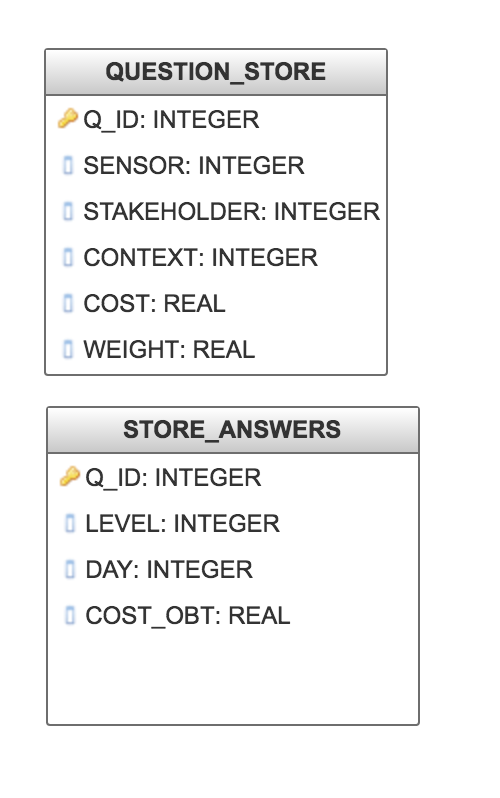 QUESTION_STORE
Q_ID: INTEGER
SENSOR: INTEGER
STAKEHOLDER: INTEGER
CONTEXT: INTEGER
COST: REAL
WEIGHT: REAL
STORE_ANSWERS
Q_ID: INTEGER
LEVEL: INTEGER
DAY: INTEGER
COST_OBT: REAL